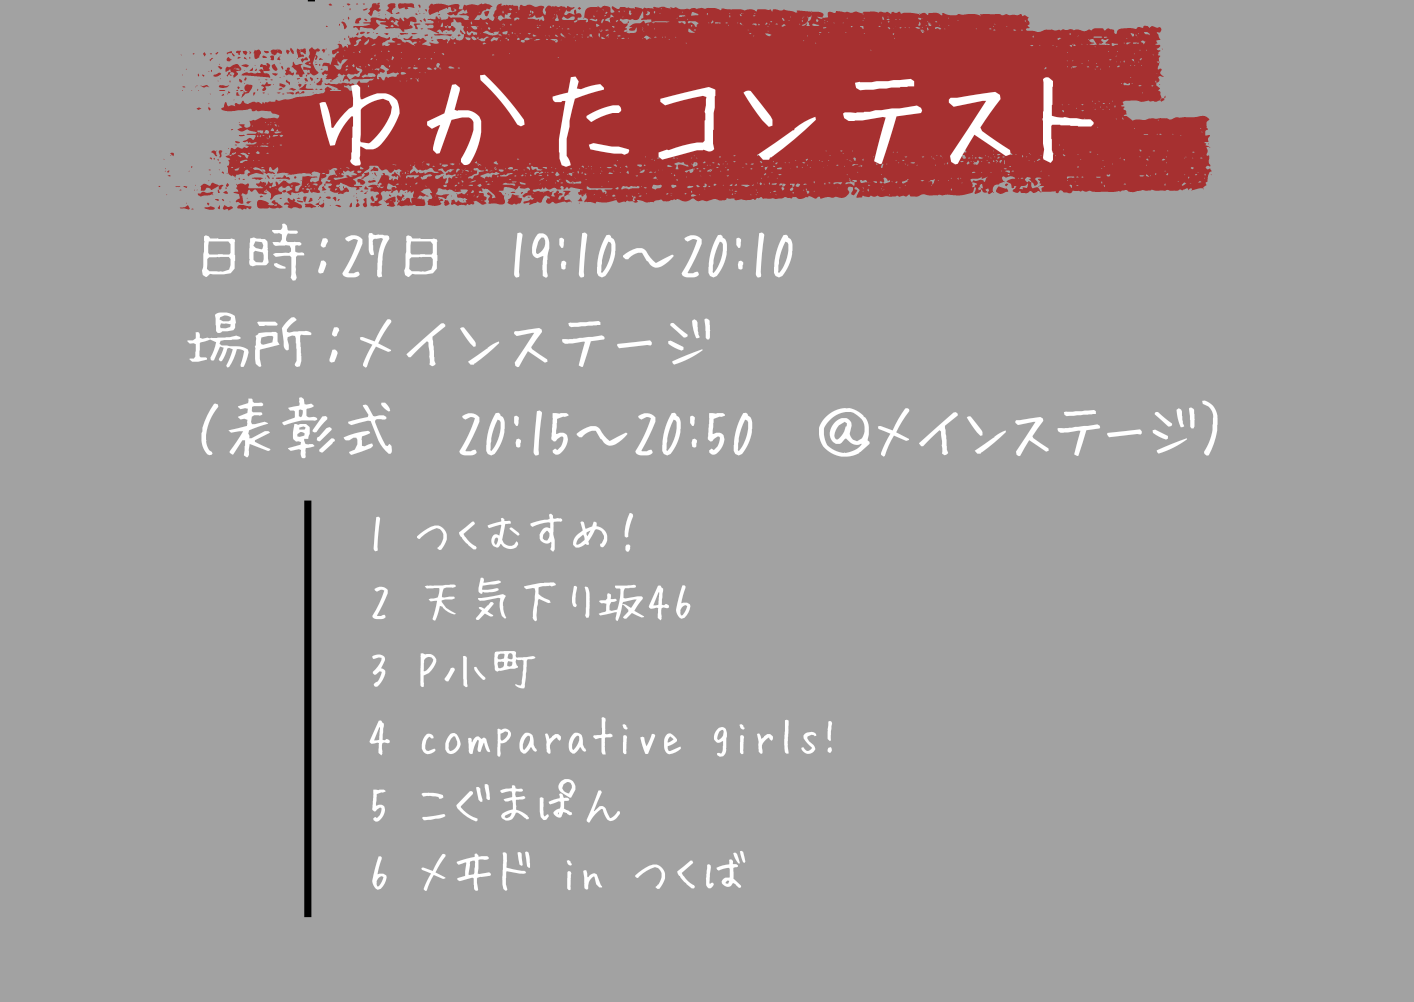 ゆかたコンテスト
日時；27日　19:10〜20:10
場所；メインステージ
（表彰式　20:15〜20:50　@メインステージ）
1 つくむすめ！
2 天気下り坂46
3 P小町
4 comparative girls!
5 こぐまぱん
6 メヰド in つくば